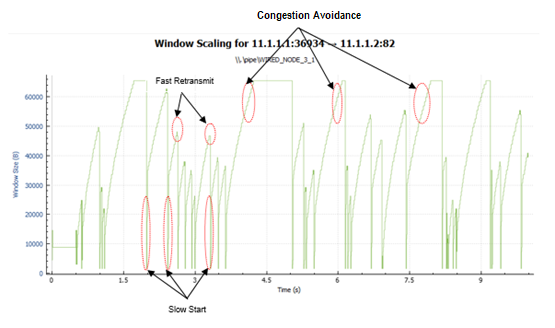 Congestion Avoidance
Window Scaling for 11.1.1.1:36934 → 11.1.1.2:82
\\.\pipe\WIRED_NODE_3_1
Fast Retransmit
Window Size (B)
60000
50000
40000
30000
20000
10000
0
0
1.5
3
4.5
6
7.5
9
Time (s)
Slow Start